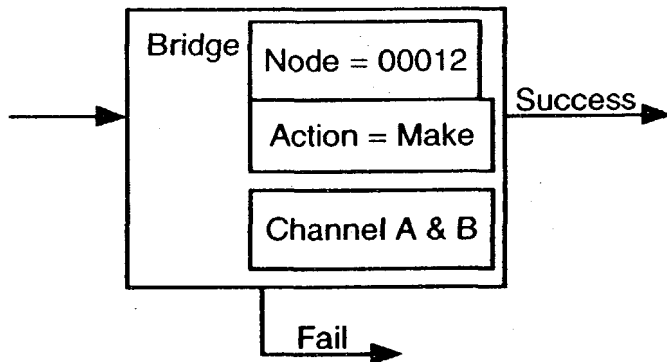 Bridge
Node = 00012
Success
Action = Make
Channel A & B
Fail